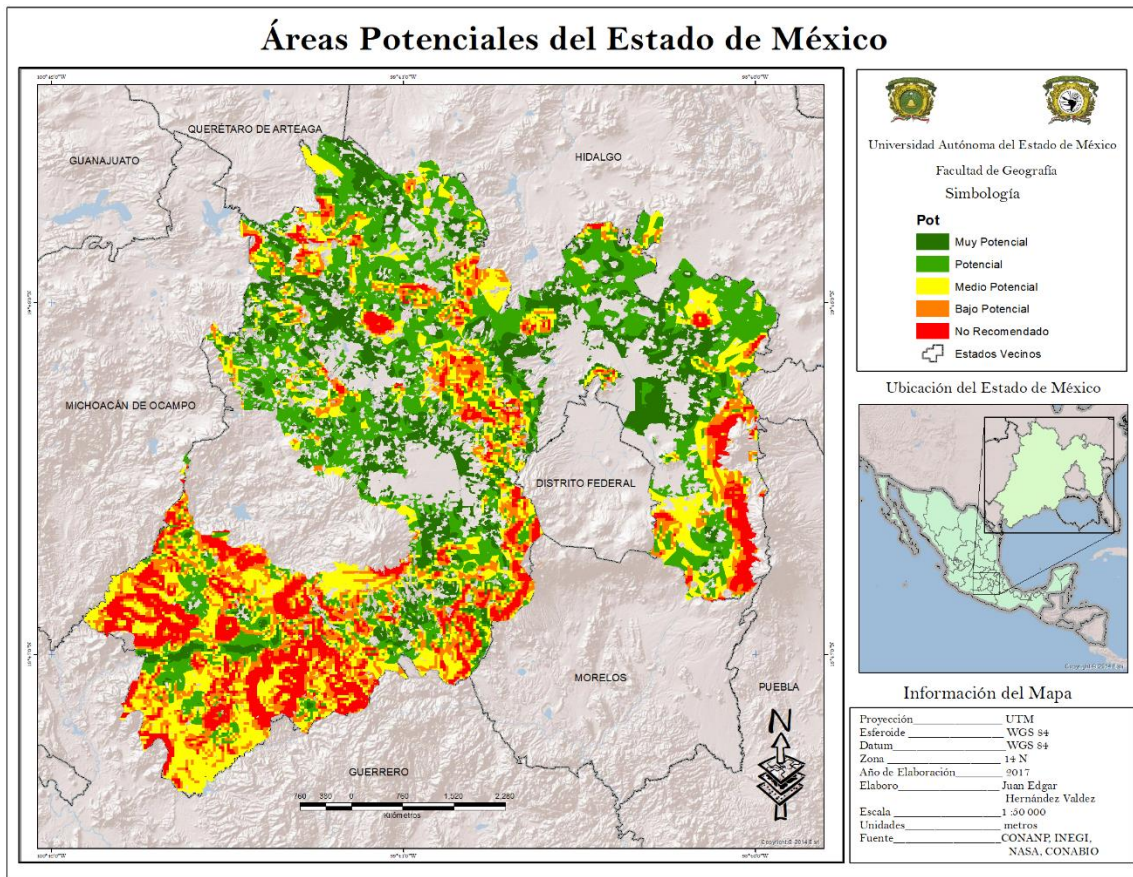 Áreas Potenciales del Estado de México
QUERÉTARO DE ARTEAGA
GUANAJUATO
HIDALGO
MICHOACÁN DE OCAMPO
DISTRITO FEDERAL
MORELOS
PUEBLA
GUERRERO
N
760 380 0 760 1,520 2,280
Kilómetros
Universidad Autónoma del Estado de México
Facultad de Geografía
Simbología
Pot
Muy Potencial
Potencial
Medio Potencial
Bajo Potencial
No Recomendado
Estados Vecinos
Ubicación del Estado de México
Información del Mapa
Proyección UTM
Esferoide WGS 84
Datum WGS 84
Zona 14 N
Año de Elaboración 2017
Elaboro Juan Edgar
Hernández Valdez
Escala 1 :50 000
Unidades metros
Fuente CONANP, INEGI,
NASA, CONABIO